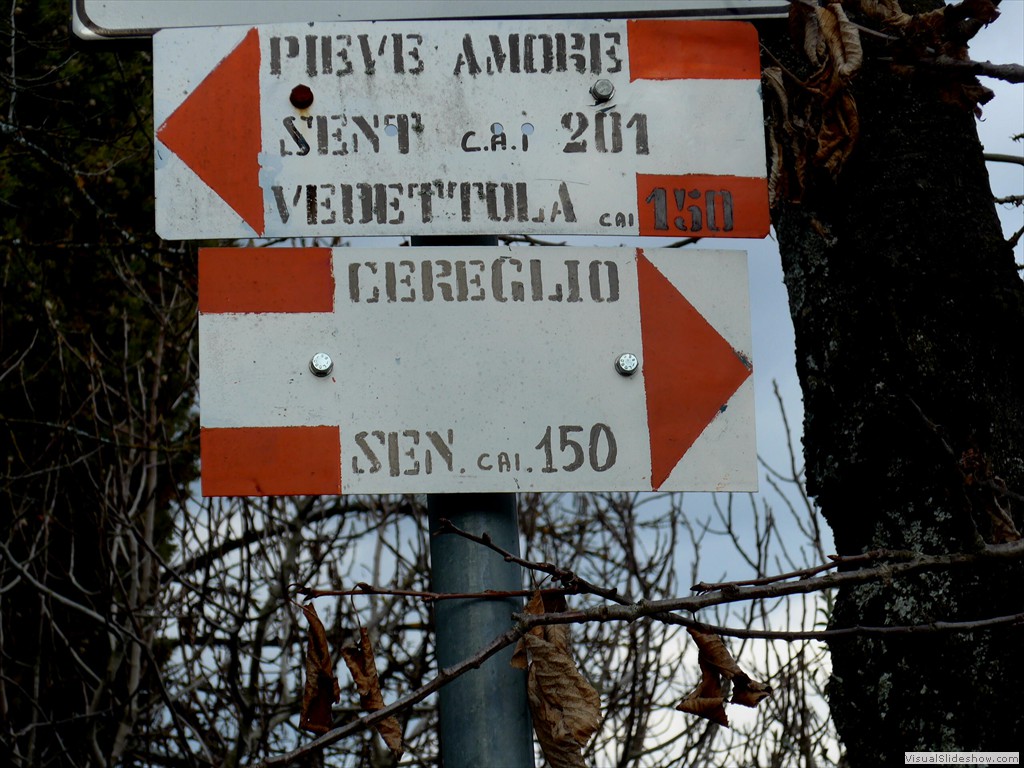 PIEVE AMORE
SENT C.A.I 201
VEDETTOLA CAI 150
CEREGLIO
SEN. CAI. 150
VisualSlideshow.com